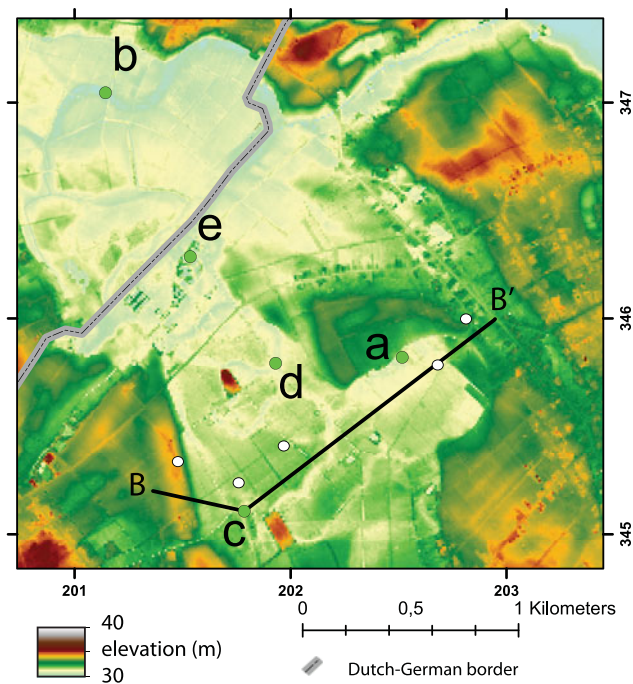 b
347
e
B'
346
a
d
B
c
345
201
202
203
0 0,5 1 Kilometers
40
elevation (m)
30
Dutch-German border